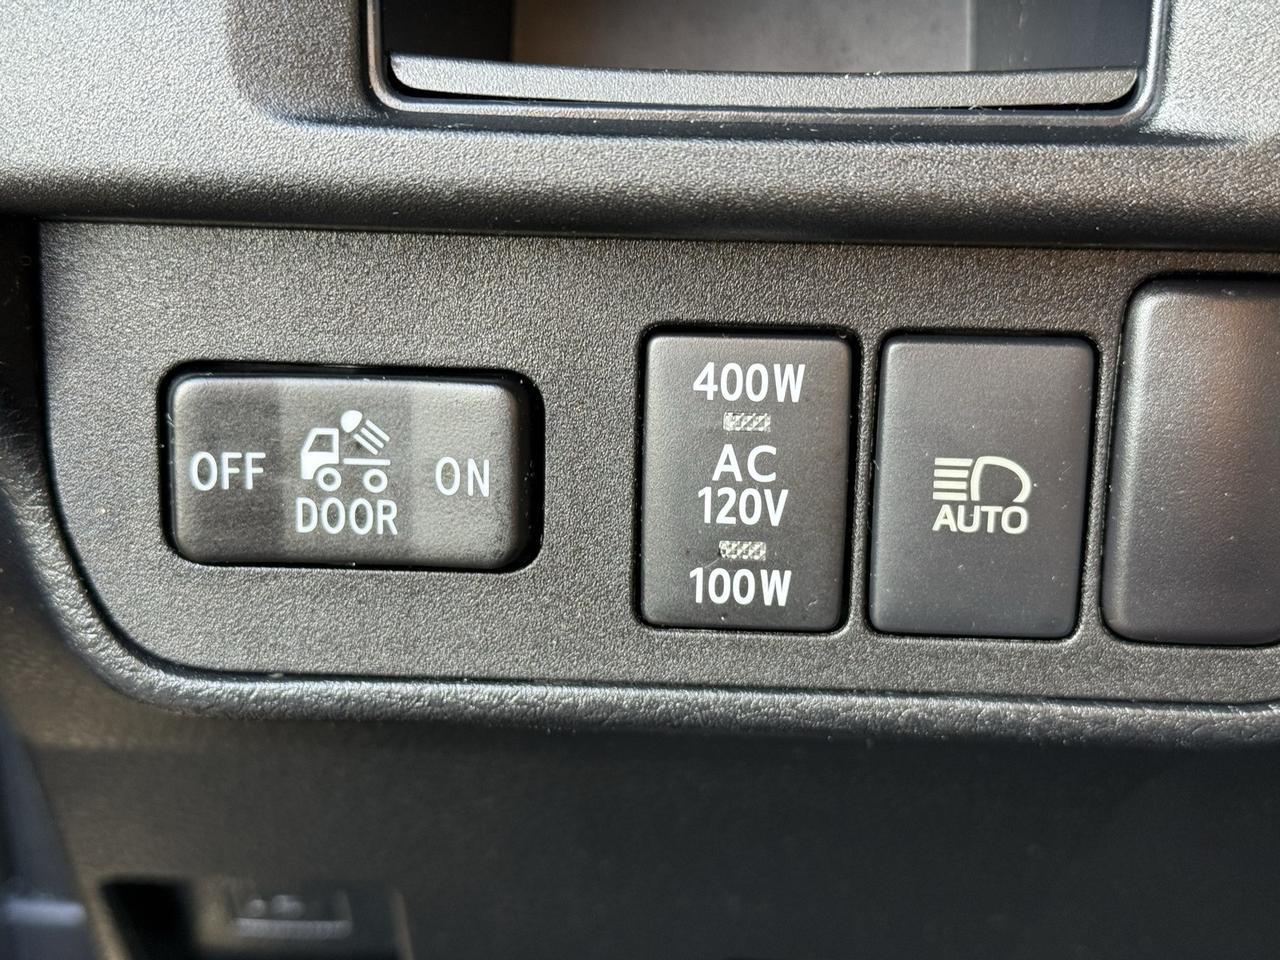 OFF
DOOR
ON
400W
AC
120V
100W
AUTO